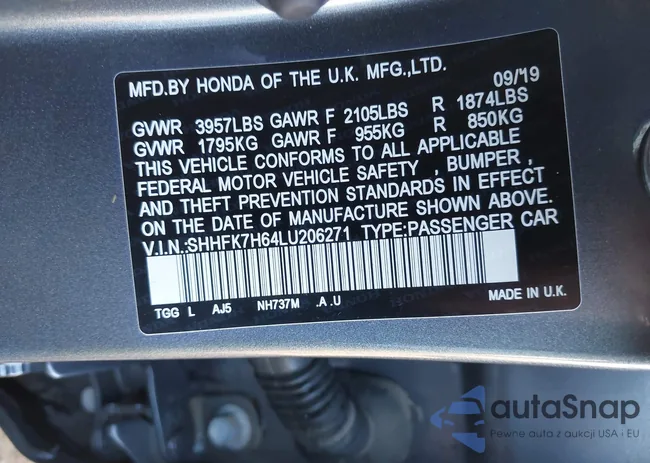 MFD.BY HONDA OF THE U.K. MFG.,LTD. 09/19
GVWR 3957LBS GAWR F 2105LBS R 1874LBS
GVWR 1795KG GAWR F 955KG R 850KG
THIS VEHICLE CONFORMS TO ALL APPLICABLE
FEDERAL MOTOR VEHICLE SAFETY , BUMPER ,
AND THEFT PREVENTION STANDARDS IN EFFECT
ON THE DATE OF MANUFACTURE SHOWN ABOVE.
V.I.N.:SHHFK7H64LU206271 TYPE:PASSENGER CAR
TGG L AJ5 NH737M .A .U MADE IN U.K.
autaSnap
Pewne auta z aukcji USA i EU